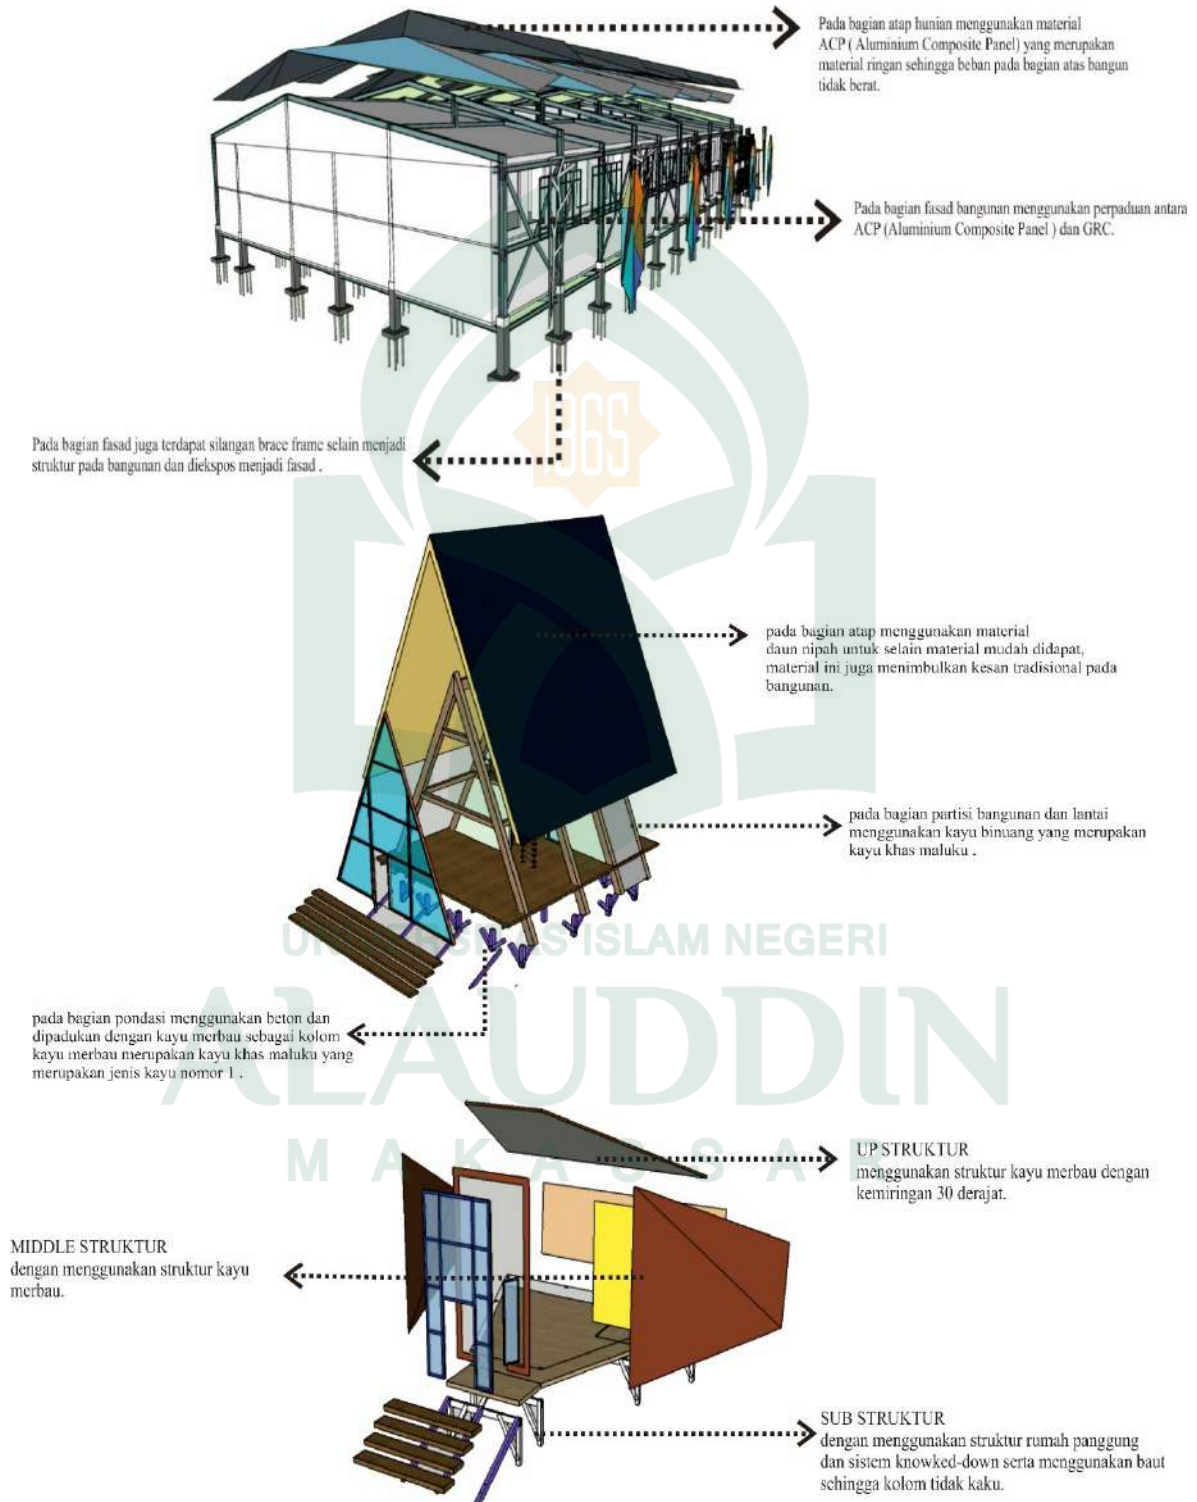 Pada bagian atap hunian menggunakan material
ACP ( Aluminium Composite Panel) yang merupakan
material ringan sehingga beban pada bagian atas bangun
tidak berat.
Pada bagian fasad bangunan menggunakan perpaduan antara
ACP (Aluminium Composite Panel ) dan GRC.
1965
Pada bagian fasad juga terdapat silangan brace frame selain menjadi
struktur pada bangunan dan diekspos menjadi fasad .
pada bagian atap menggunakan material
daun nipah untuk selain material mudah didapat,
material ini juga menimbulkan kesan tradisional pada
bangunan.
pada bagian partisi bangunan dan lantai
menggunakan kayu binuang yang merupakan
kayu khas maluku .
UNIVERSITAS ISLAM NEGERI
ALAUDDIN
MAKASSAR
pada bagian pondasi menggunakan beton dan
dipadukan dengan kayu merbau sebagai kolom
kayu merbau merupakan kayu khas maluku yang
merupakan jenis kayu nomor 1 .
UP STRUKTUR
menggunakan struktur kayu merbau dengan
kemiringan 30 derajat.
MIDDLE STRUKTUR
dengan menggunakan struktur kayu
merbau.
SUB STRUKTUR
dengan menggunakan struktur rumah panggung
dan sistem knowked-down serta menggunakan baut
sehingga kolom tidak kaku.